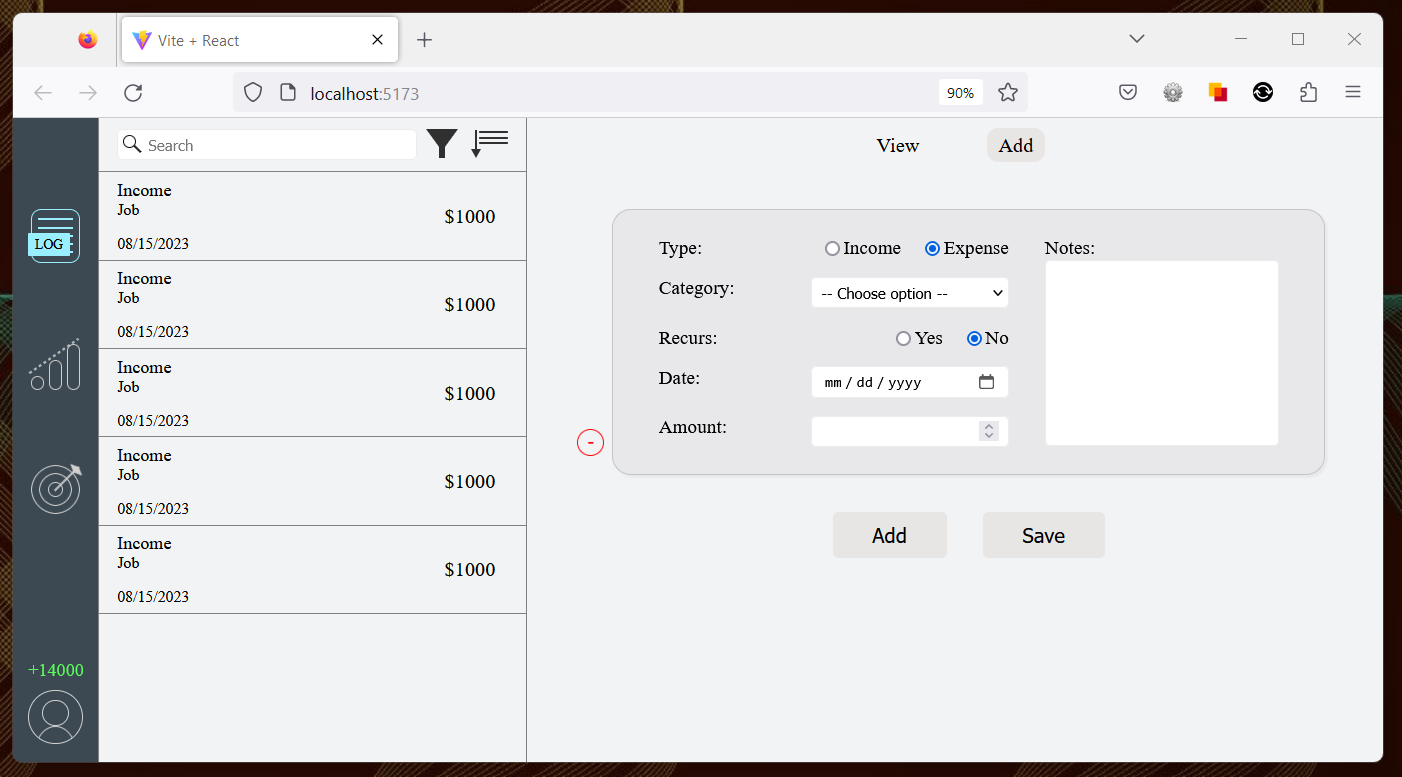 Vite + React
localhost:5173
90%
LOG
+14000
Search
Income
Job
$1000
08/15/2023
Income
Job
$1000
08/15/2023
Income
Job
$1000
08/15/2023
Income
Job
$1000
08/15/2023
Income
Job
$1000
08/15/2023
View Add
Type: Income Expense
Category: -- Choose option --
Recurs: Yes No
Date: mm / dd / yyyy
Amount:
Notes:
-
Add Save